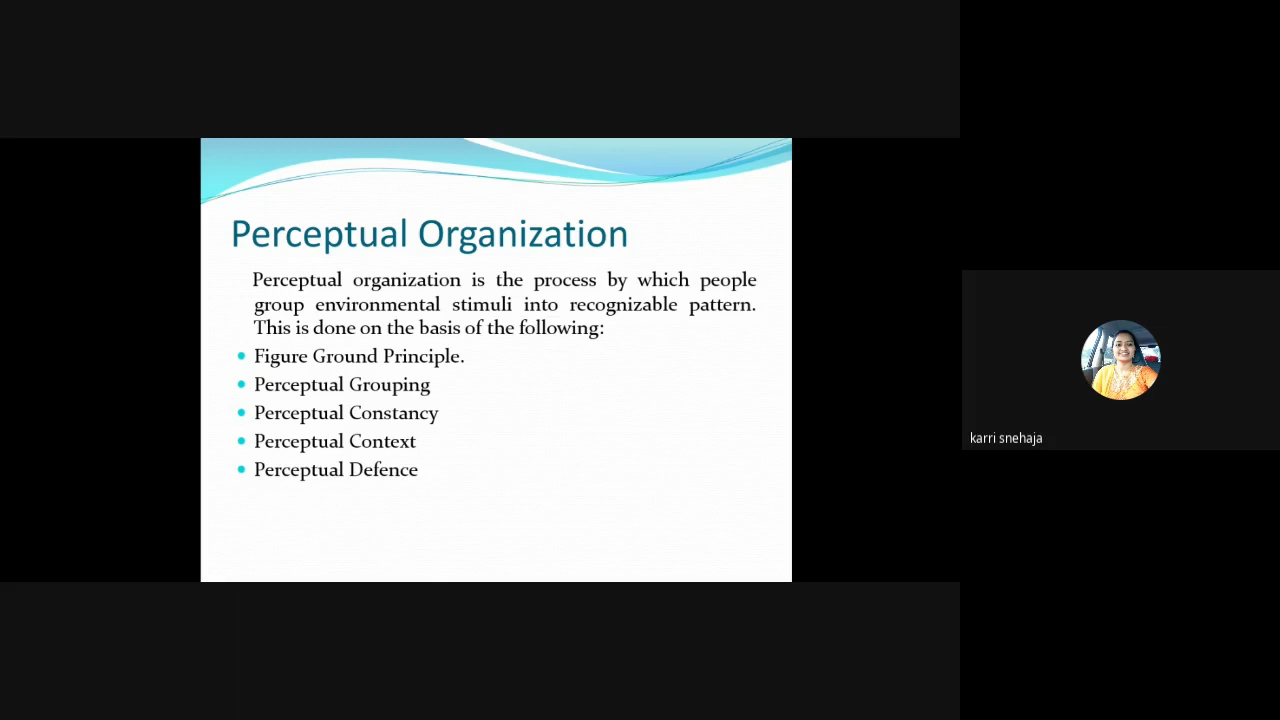 Perceptual Organization
Perceptual organization is the process by which people
group environmental stimuli into recognizable pattern.
This is done on the basis of the following:
• Figure Ground Principle.
• Perceptual Grouping
• Perceptual Constancy
• Perceptual Context
• Perceptual Defence
karri snehaja